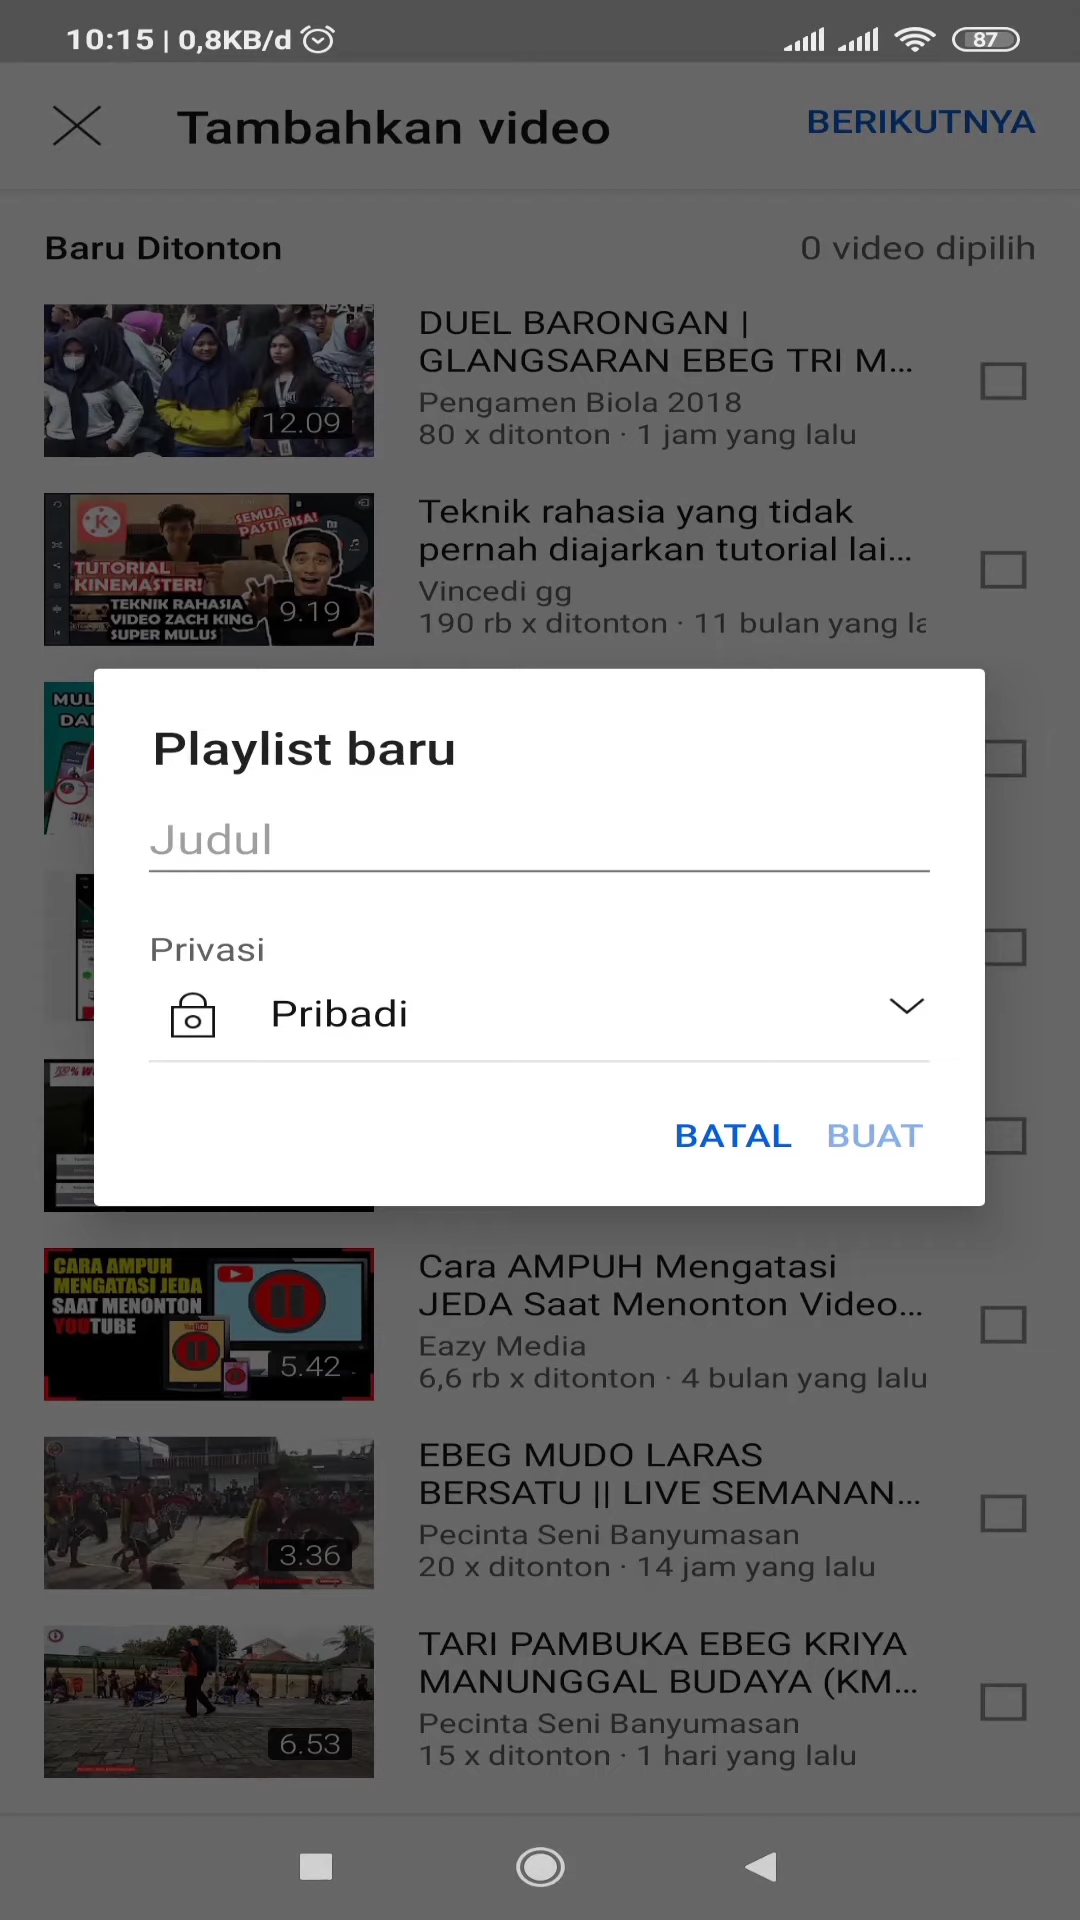 10:15 | 0,8KB/d
87
Tambahkan video
BERIKUTNYA
Baru Ditonton
0 video dipilih
12.09
DUEL BARONGAN |
GLANGSARAN EBEG TRI M...
Pengamen Biola 2018
80 x ditonton · 1 jam yang lalu
K
SEMUA
PASTI BISA!
TUTORIAL
KINEMASTER!
TEKNIK RAHASIA
VIDEO ZACH KING
SUPER MULUS
9.19
Teknik rahasia yang tidak
pernah diajarkan tutorial lai...
Vincedi gg
190 rb x ditonton · 11 bulan yang la
MUL
DA
Playlist baru
Judul
Privasi
Pribadi
BATAL
BUAT
CARA AMPUH
MENGATASI JEDA
SAAT MENONTON
YOUTUBE
5.42
Cara AMPUH Mengatasi
JEDA Saat Menonton Video...
Eazy Media
6,6 rb x ditonton · 4 bulan yang lalu
3.36
EBEG MUDO LARAS
BERSATU || LIVE SEMANAN...
Pecinta Seni Banyumasan
20 x ditonton · 14 jam yang lalu
6.53
TARI PAMBUKA EBEG KRIYA
MANUNGGAL BUDAYA (KM...
Pecinta Seni Banyumasan
15 x ditonton · 1 hari yang lalu